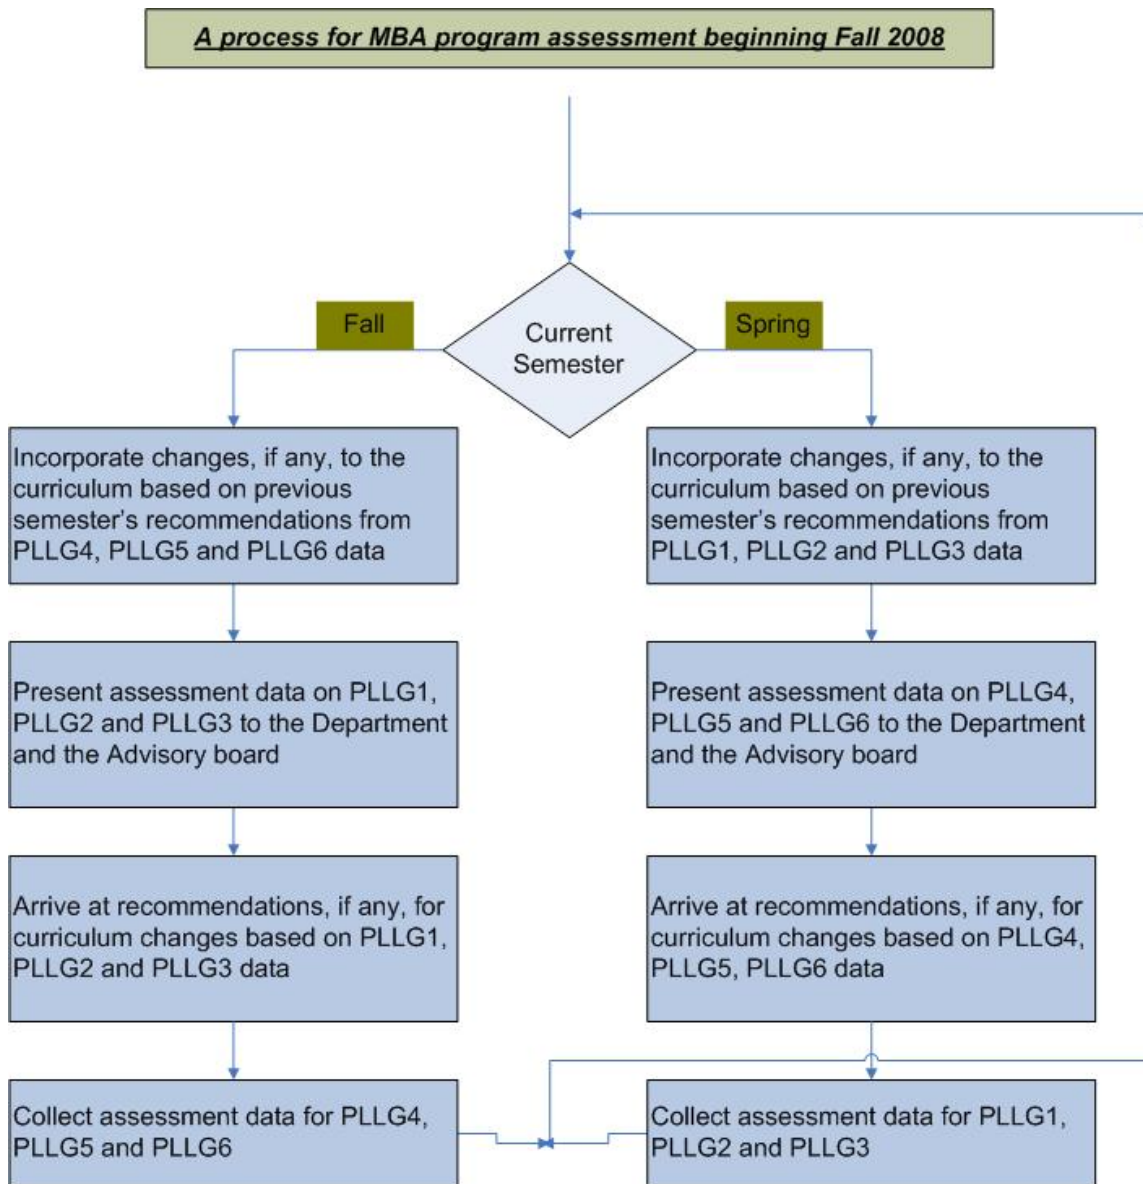 A process for MBA program assessment beginning Fall 2008
Fall
Spring
Current
Semester
Incorporate changes, if any, to the
curriculum based on previous
semester's recommendations from
PLLG4, PLLG5 and PLLG6 data
Incorporate changes, if any, to the
curriculum based on previous
semester's recommendations from
PLLG1, PLLG2 and PLLG3 data
Present assessment data on PLLG1,
PLLG2 and PLLG3 to the Department
and the Advisory board
Present assessment data on PLLG4,
PLLG5 and PLLG6 to the Department
and the Advisory board
Arrive at recommendations, if any, for
curriculum changes based on PLLG1,
PLLG2 and PLLG3 data
Arrive at recommendations, if any, for
curriculum changes based on PLLG4,
PLLG5, PLLG6 data
Collect assessment data for PLLG4,
PLLG5 and PLLG6
Collect assessment data for PLLG1,
PLLG2 and PLLG3